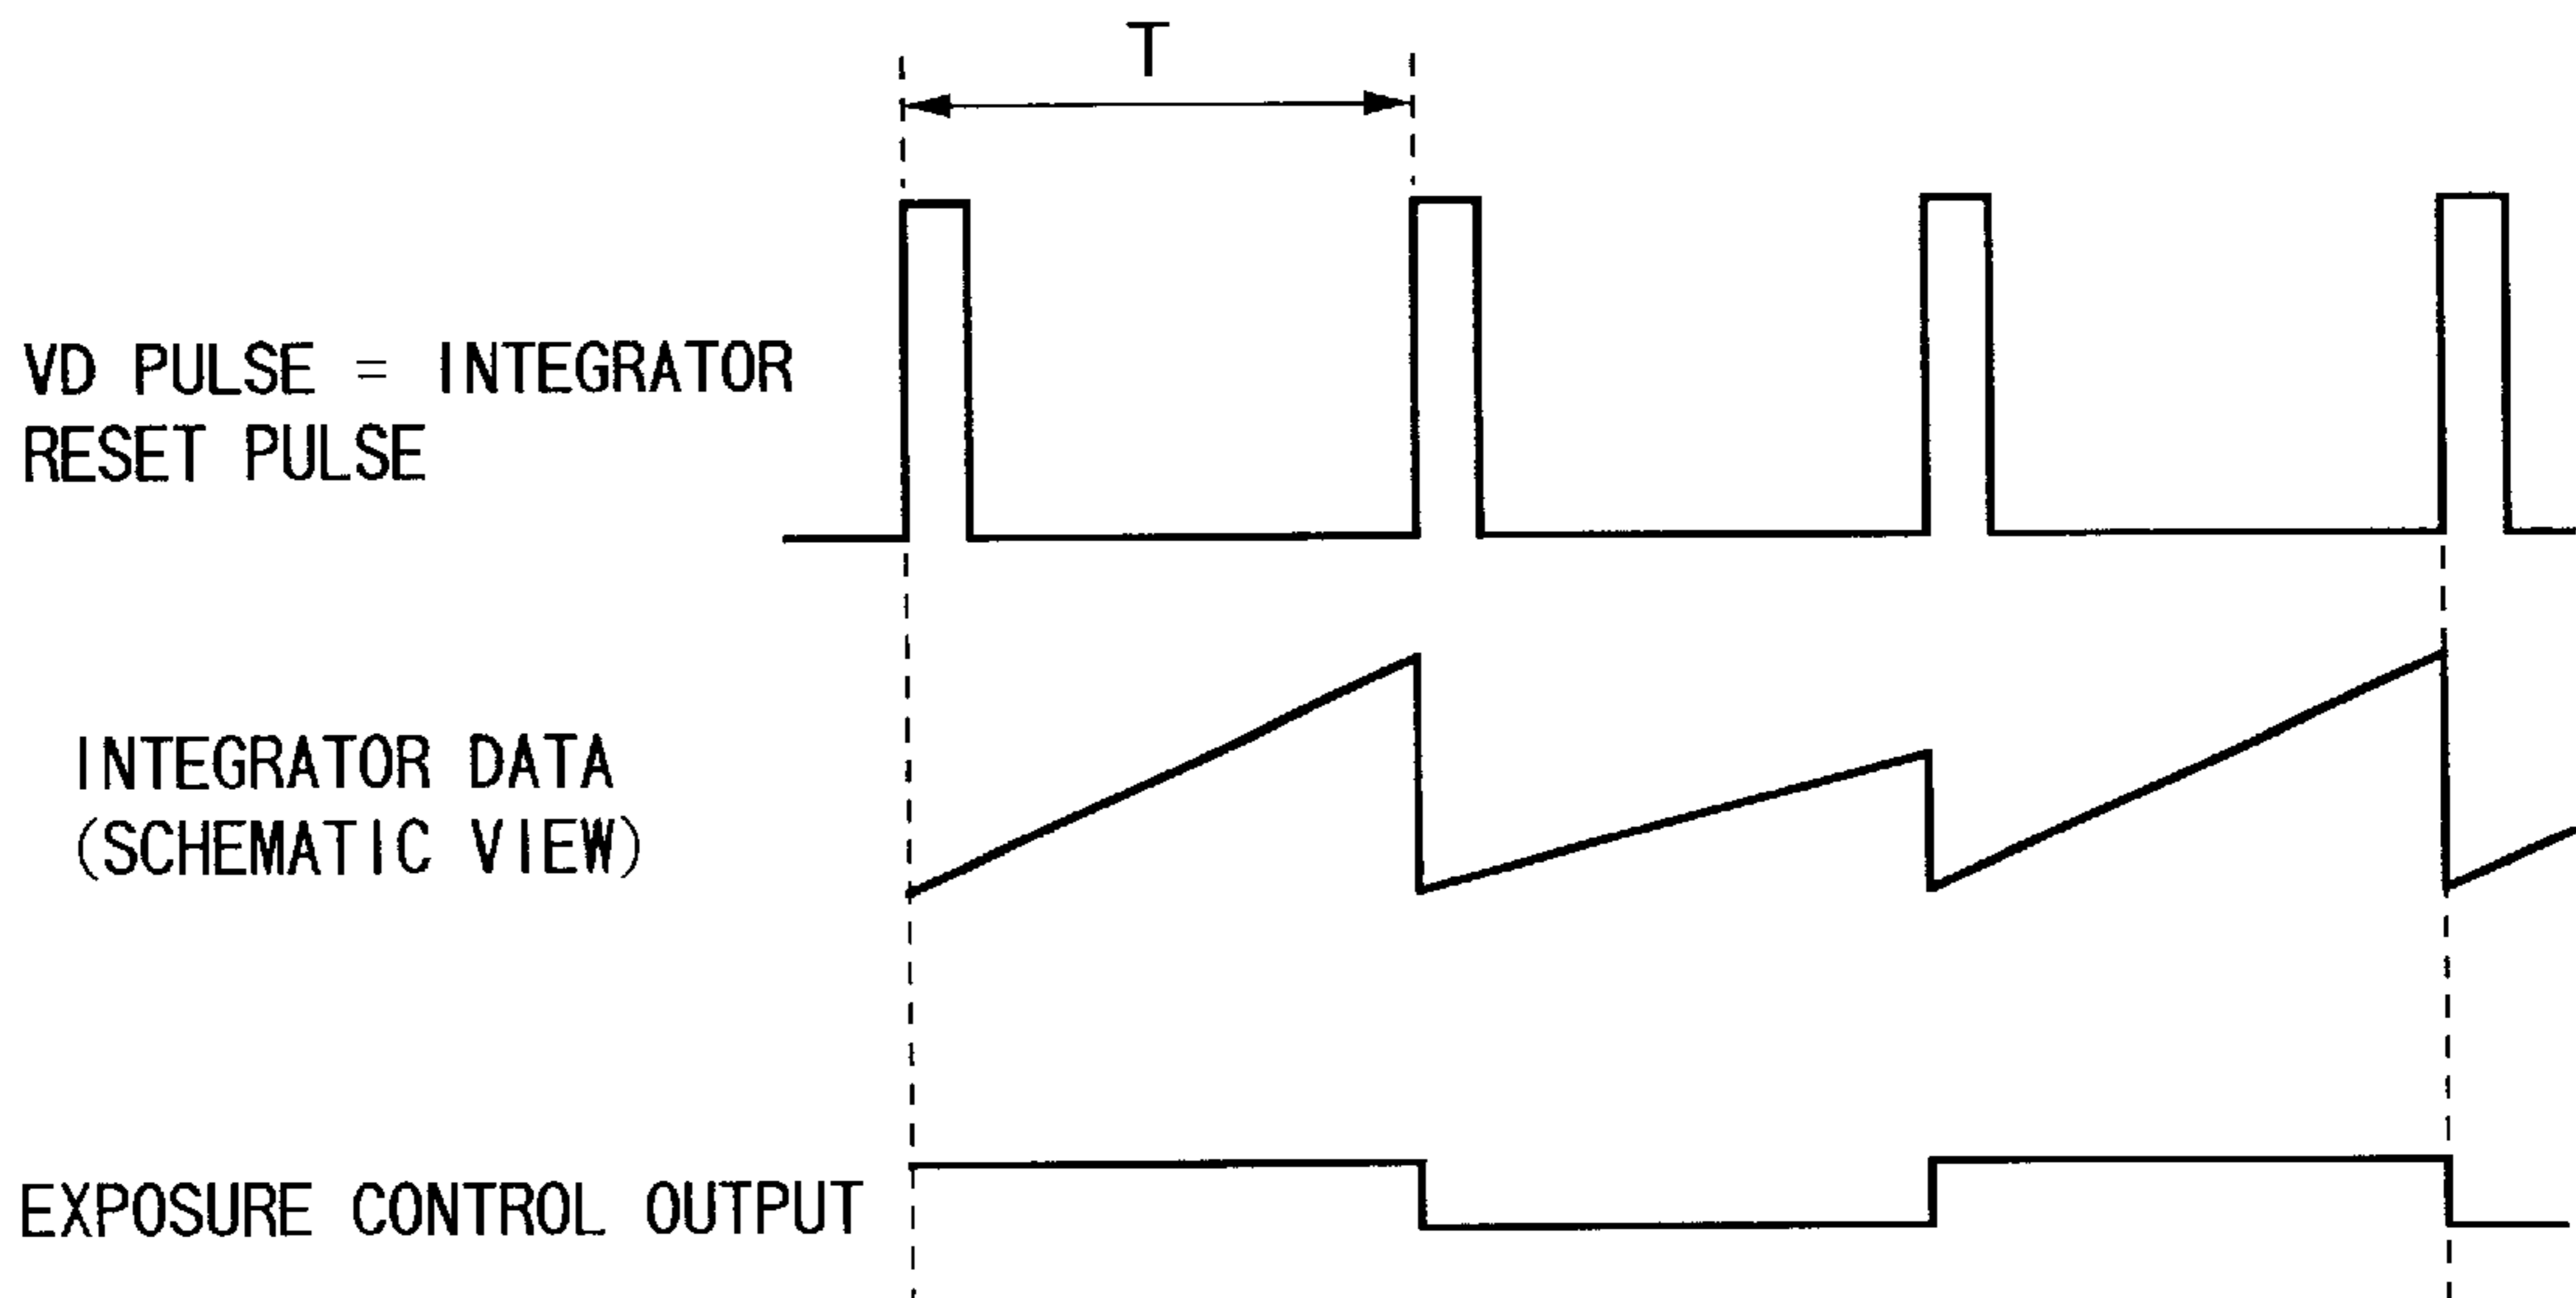 T
VD PULSE = INTEGRATOR
RESET PULSE
INTEGRATOR DATA
(SCHEMATIC VIEW)
EXPOSURE CONTROL OUTPUT